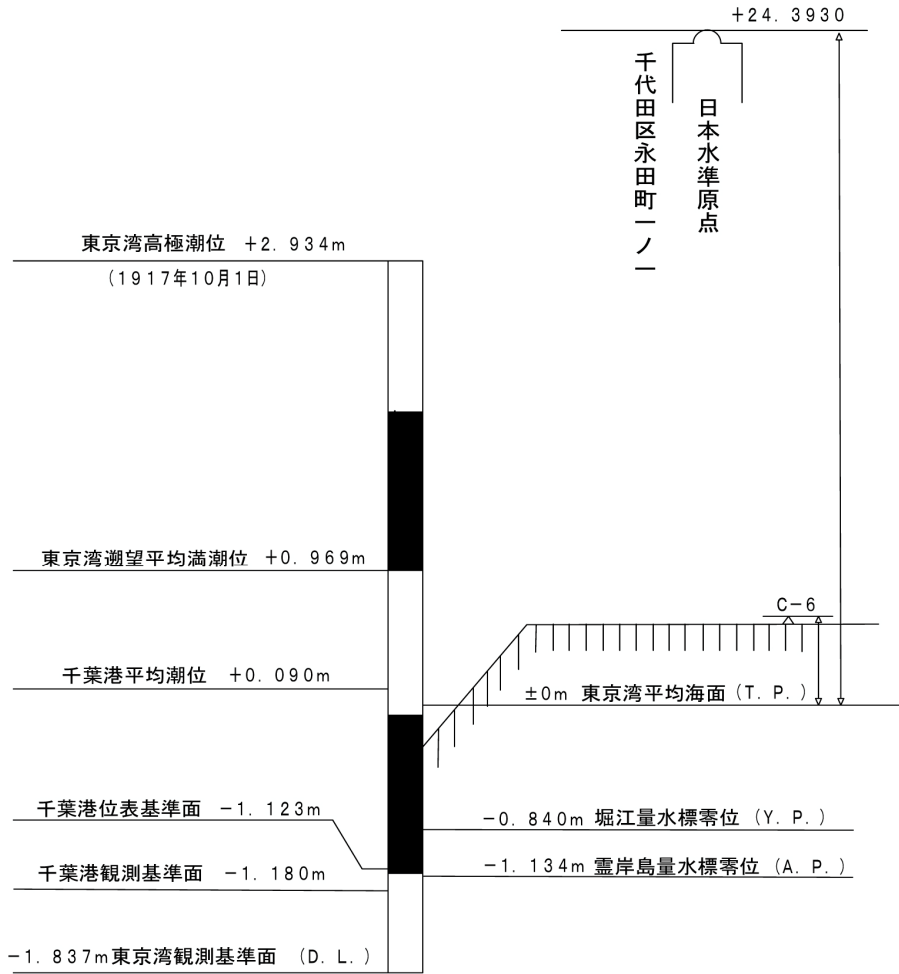 +24. 3930
千代田区永田町一ノ一
日本水準原点
東京湾高極潮位 +2. 934m
(1917年10月1日)
東京湾遡望平均満潮位 +0. 969m
C-6
千葉港平均潮位 +0. 090m
±0m 東京湾平均海面 (T. P. )
千葉港位表基準面 -1. 123m
-0. 840m 堀江量水標零位 (Y. P. )
千葉港観測基準面 -1. 180m
-1. 134m 霊岸島量水標零位 (A. P. )
-1. 837m東京湾観測基準面 (D. L. )